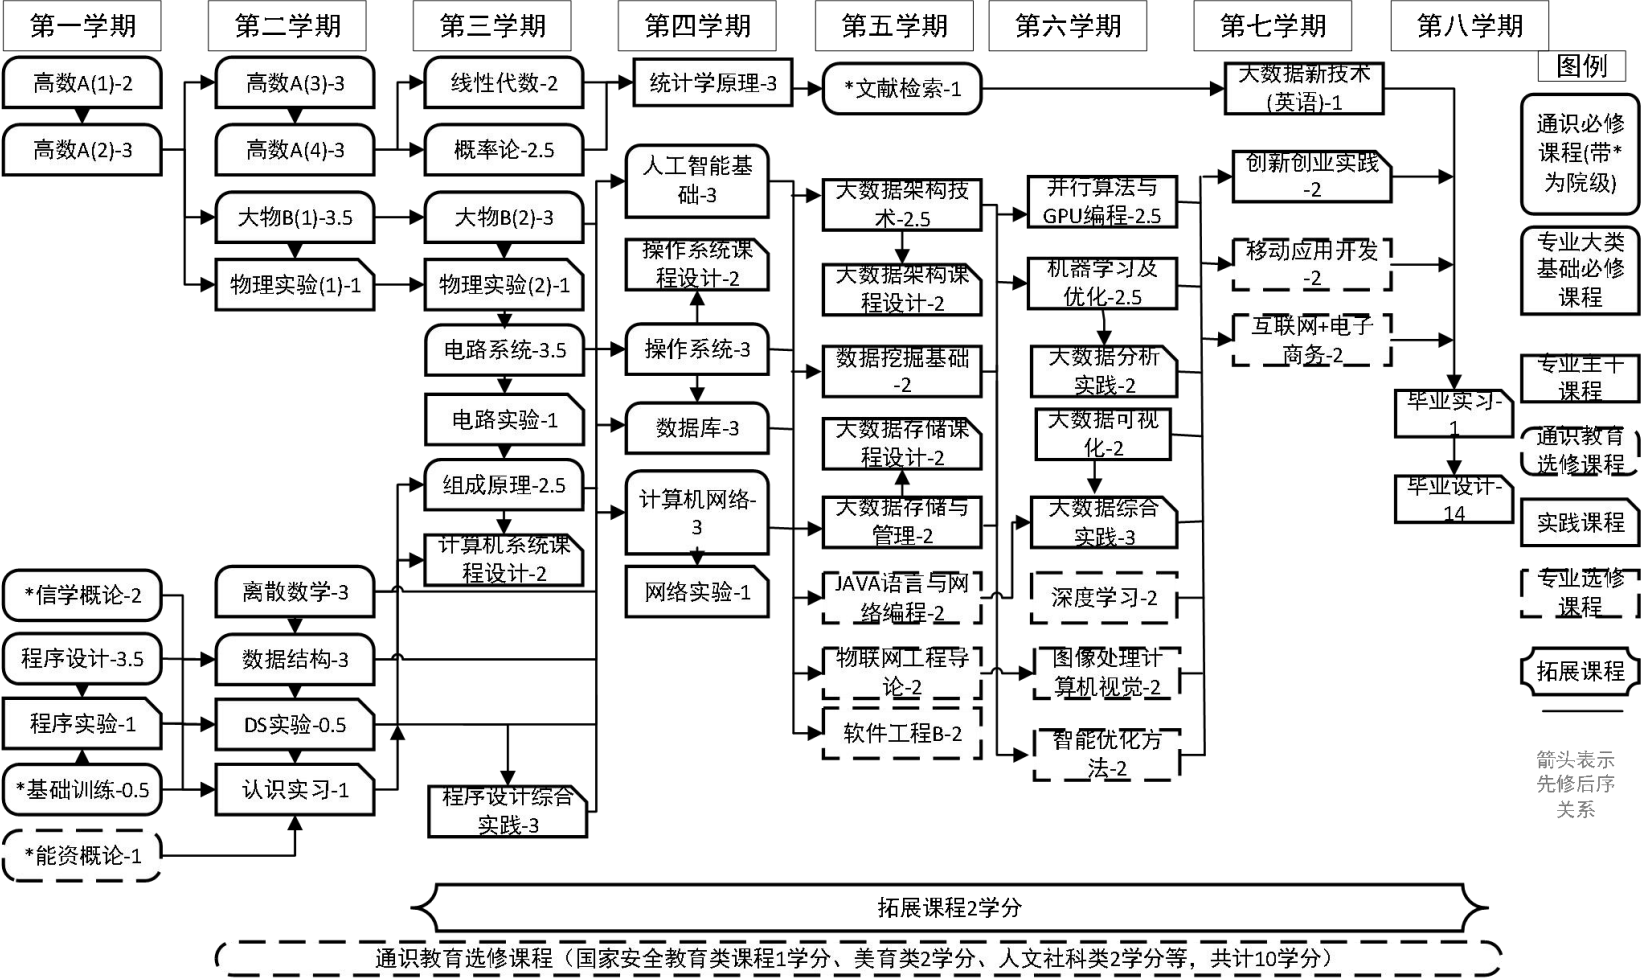 第一学期
第二学期
第三学期
第四学期
第五学期
第六学期
第七学期
第八学期
高数A(1)-2
高数A(2)-3
*信学概论-2
程序设计-3.5
程序实验-1
*基础训练-0.5
*能资概论-1
高数A(3)-3
高数A(4)-3
大物B(1)-3.5
物理实验(1)-1
离散数学-3
数据结构-3
DS实验-0.5
认识实习-1
线性代数-2
概率论-2.5
大物B(2)-3
物理实验(2)-1
电路系统-3.5
电路实验-1
组成原理-2.5
计算机系统课
程设计-2
程序设计综合
实践-3
统计学原理-3
人工智能基
础-3
操作系统课
程设计-2
操作系统-3
数据库-3
计算机网络-
3
网络实验-1
*文献检索-1
大数据架构技
术-2.5
大数据架构课
程设计-2
数据挖掘基础
-2
大数据存储课
程设计-2
大数据存储与
管理-2
JAVA语言与网
络编程-2
物联网工程导
论-2
软件工程B-2
并行算法与
GPU编程-2.5
机器学习及
优化-2.5
大数据分析
实践-2
大数据可视
化-2
大数据综合
实践-3
深度学习-2
图像处理计
算机视觉-2
智能优化方
法-2
大数据新技术
(英语)-1
创新创业实践
-2
移动应用开发
-2
互联网+电子
商务-2
毕业实习-
1
毕业设计-
14
图例
通识必修
课程(带*
为院级)
专业大类
基础必修
课程
专业主干
课程
通识教育
选修课程
实践课程
专业选修
课程
拓展课程
箭头表示
先修后序
关系
拓展课程2学分
通识教育选修课程（国家安全教育类课程1学分、美育类2学分、人文社科类2学分等，共计10学分）